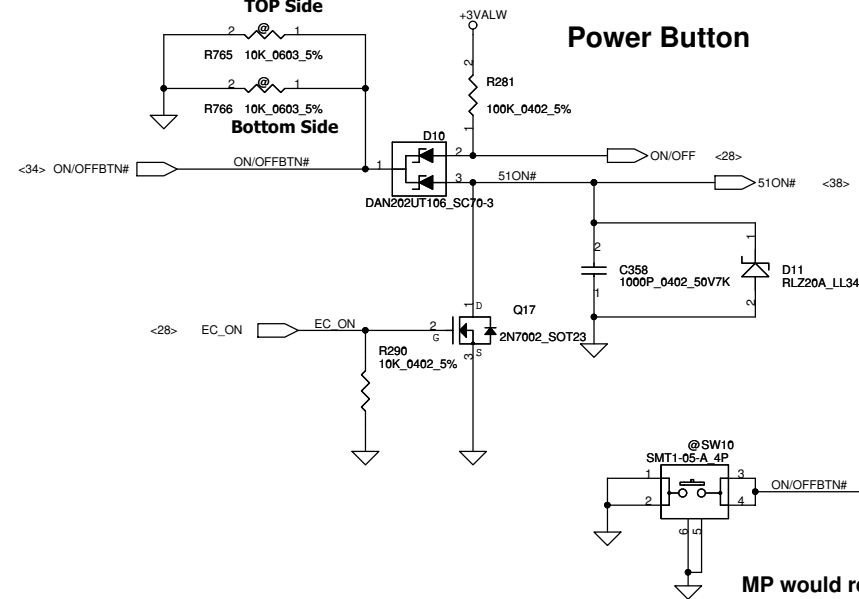 TOP Side
+3VALW
Power Button
2 @ 1
R765 10K_0603_5%
2
R281
100K_0402_5%
1
2 @ 1
R766 10K_0603_5%
Bottom Side
D10
2
ON/OFF <28>
<34> ON/OFFBTN#
ON/OFFBTN#
1
3
51ON#
51ON# <38>
DAN202UT106_SC70-3
2
C358
1000P_0402_50V7K
1
1
D11
RLZ20A_LL34
2
1 D
Q17
<28> EC_ON
EC_ON
2
G
2N7002_SOT23
3 S
R290
10K_0402_5%
@SW10
SMT1-05-A_4P
1
3
ON/OFFBTN#
2
4
6
5
MP would re